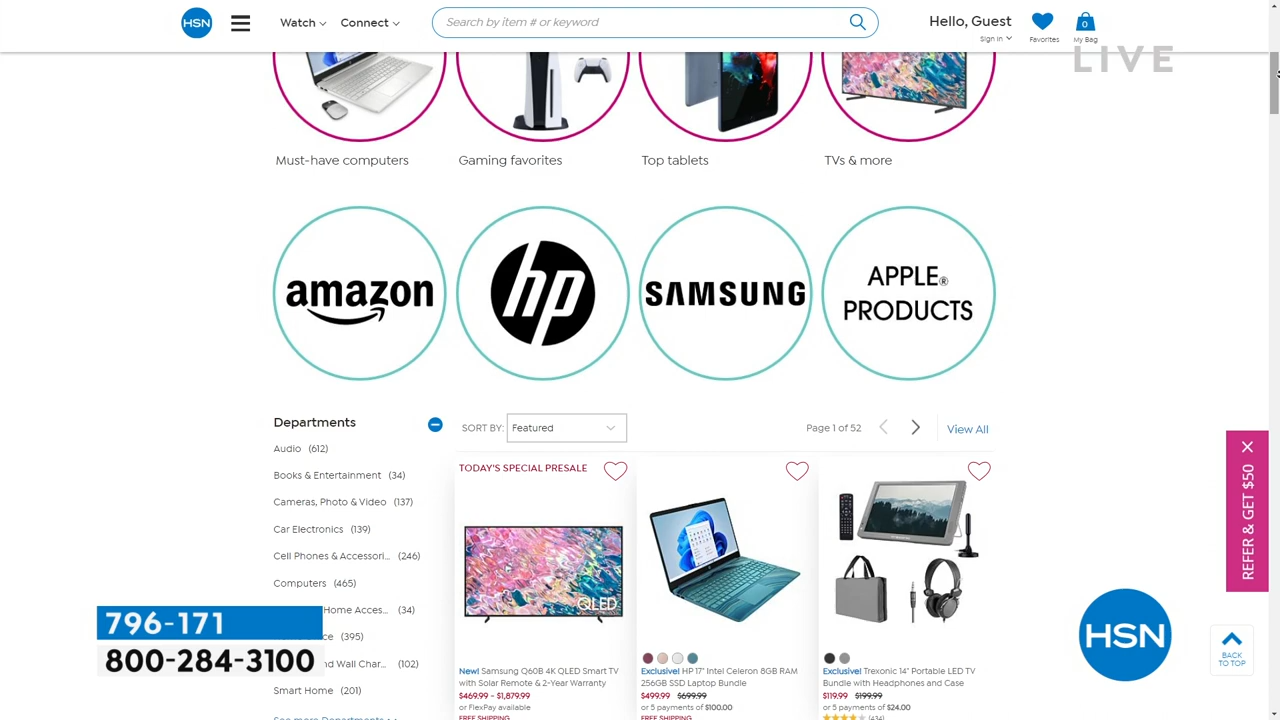 HSN
Watch
Connect
Search by item # or keyword
Hello, Guest
Sign In
Favorites
0
My Bag
LIVE
Must-have computers
Gaming favorites
Top tablets
TVs & more
amazon
hp
SAMSUNG
APPLE®
PRODUCTS
Departments
SORT BY: Featured
Page 1 of 52
View All
Audio (612)
Books & Entertainment (34)
Cameras, Photo & Video (137)
Car Electronics (139)
Cell Phones & Accessori... (246)
Computers (465)
Home Acces... (34)
(395)
and Wall Char... (102)
Smart Home (201)
See more Departments
TODAY'S SPECIAL PRESALE
QLED
New! Samsung Q60B 4K QLED Smart TV
with Solar Remote & 2-Year Warranty
$469.99 - $1,879.99
or FlexPay available
FREE SHIPPING
Exclusive! HP 17" Intel Celeron 8GB RAM
256GB SSD Laptop Bundle
$499.99 $699.99
or 5 payments of $100.00
FREE SHIPPING
Exclusive! Trexonic 14" Portable LED TV
Bundle with Headphones and Case
$119.99 $199.99
or 5 payments of $24.00
(434)
REFER & GET $50
HSN
BACK
TO TOP
796-171
800-284-3100